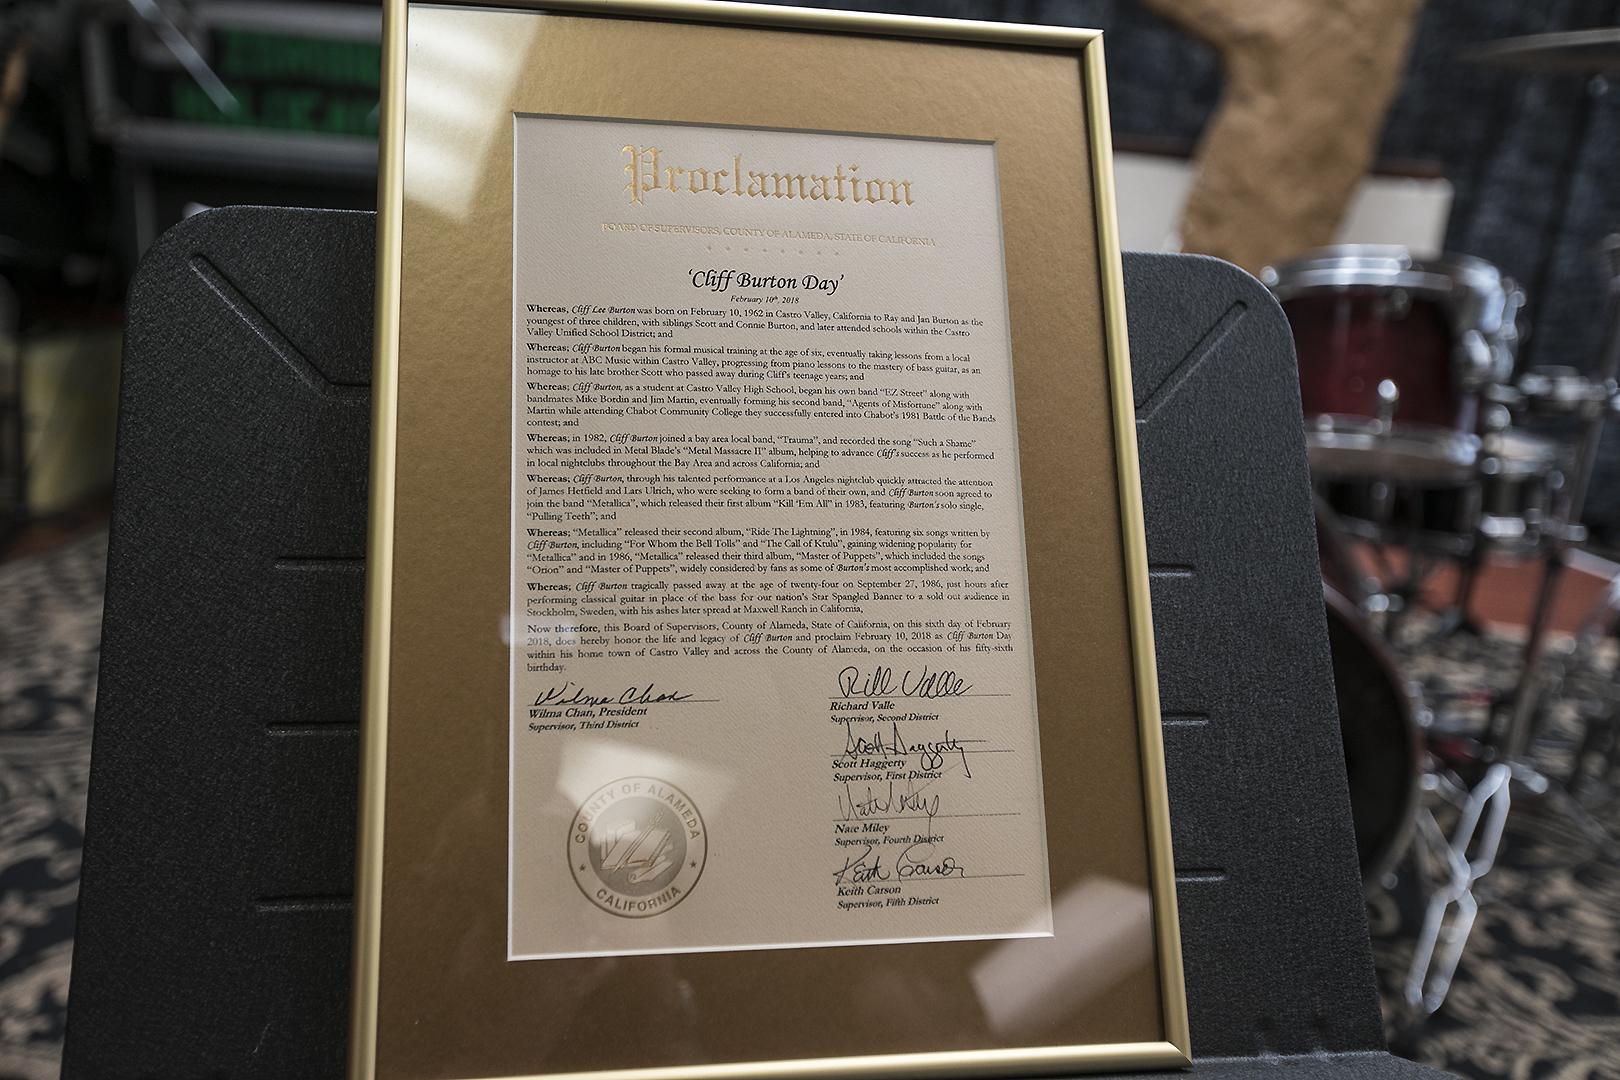 Proclamation
BOARD OF SUPERVISORS, COUNTY OF ALAMEDA, STATE OF CALIFORNIA
'Cliff Burton Day'
February 10th, 2018
Whereas, Cliff Lee Burton was born on February 10, 1962 in Castro Valley, California to Ray and Jan Burton as the
youngest of three children, with siblings Scott and Connie Burton, and later attended schools within the Castro
Valley Unified School District; and
Whereas; Cliff Burton began his formal musical training at the age of six, eventually taking lessons from a local
instructor at ABC Music within Castro Valley, progressing from piano lessons to the mastery of bass guitar, as an
homage to his late brother Scott who passed away during Cliff's teenage years; and
Whereas; Cliff Burton, as a student at Castro Valley High School, began his own band "EZ Street" along with
bandmates Mike Bordin and Jim Martin, eventually forming his second band, "Agents of Misfortune" along with
Martin while attending Chabot Community College they successfully entered into Chabot's 1981 Battle of the Bands
contest; and
Whereas; in 1982, Cliff Burton joined a bay area local band, "Trauma", and recorded the song "Such a Shame"
which was included in Metal Blade's "Metal Massacre II" album, helping to advance Cliff's success as he performed
in local nightclubs throughout the Bay Area and across California; and
Whereas; Cliff Burton, through his talented performance at a Los Angeles nightclub quickly attracted the attention
of James Hetfield and Lars Ulrich, who were seeking to form a band of their own, and Cliff Burton soon agreed to
join the band "Metallica", which released their first album "Kill 'Em All" in 1983, featuring Burton's solo single,
"Pulling Teeth"; and
Whereas; "Metallica" released their second album, "Ride The Lightning", in 1984, featuring six songs written by
Cliff Burton, including "For Whom the Bell Tolls" and "The Call of Ktulu", gaining widening popularity for
"Metallica" and in 1986, "Metallica" released their third album, "Master of Puppets", which included the songs
"Orion" and "Master of Puppets", widely considered by fans as some of Burton's most accomplished work; and
Whereas; Cliff Burton tragically passed away at the age of twenty-four on September 27, 1986, just hours after
performing classical guitar in place of the bass for our nation's Star Spangled Banner to a sold out audience in
Stockholm, Sweden, with his ashes later spread at Maxwell Ranch in California,
Now therefore, this Board of Supervisors, County of Alameda, State of California, on this sixth day of February
2018, does hereby honor the life and legacy of Cliff Burton and proclaim February 10, 2018 as Cliff Burton Day
within his home town of Castro Valley and across the County of Alameda, on the occasion of his fifty-sixth
birthday.
Wilma Chan
Wilma Chan, President
Supervisor, Third District
Richard Valle
Supervisor, Second District
Scott Haggerty
Scott Haggerty
Supervisor, First District
Nate Miley
Supervisor, Fourth District
Keith Carson
Keith Carson
Supervisor, Fifth District
COUNTY OF ALAMEDA
CALIFORNIA